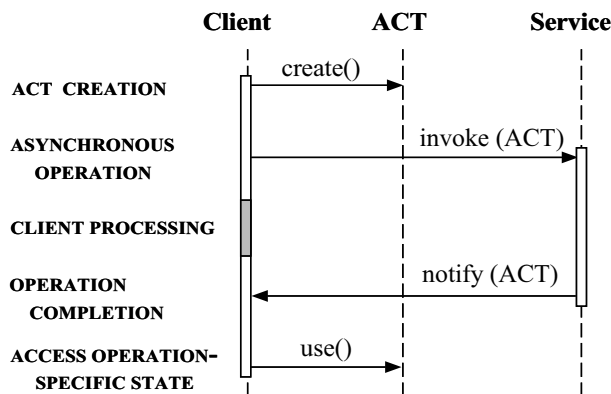 Client ACT Service
ACT CREATION
create()
ASYNCHRONOUS
OPERATION
invoke (ACT)
CLIENT PROCESSING
OPERATION
COMPLETION
notify (ACT)
ACCESS OPERATION-
SPECIFIC STATE
use()